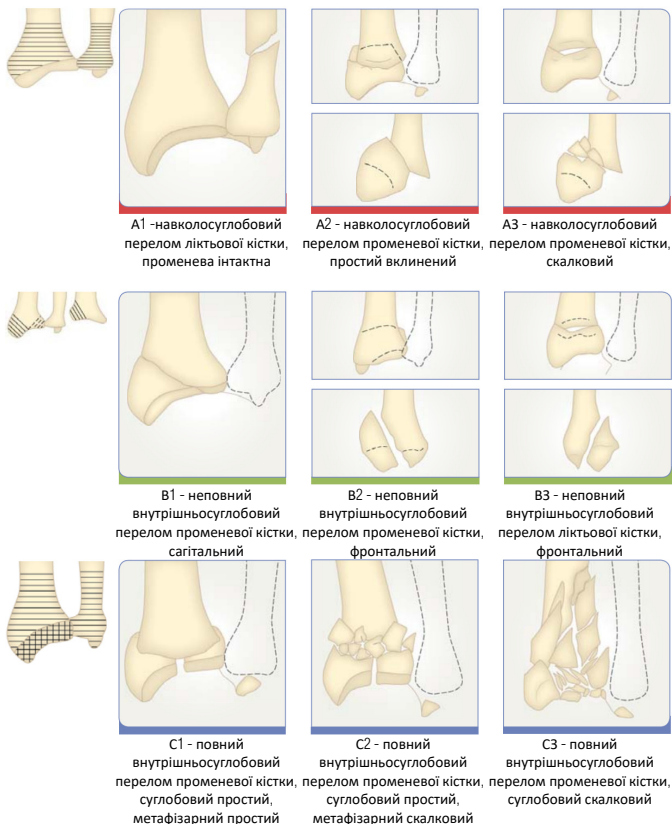 A1 -навколосуглобовий
перелом ліктьової кістки,
променева інтактна
A2 - навколосуглобовий
перелом променевої кістки,
простий вклинений
A3 - навколосуглобовий
перелом променевої кістки,
скалковий
B1 - неповний
внутрішньосуглобовий
перелом променевої кістки,
сагітальний
B2 - неповний
внутрішньосуглобовий
перелом променевої кістки,
фронтальний
B3 - неповний
внутрішньосуглобовий
перелом ліктьової кістки,
фронтальний
C1 - повний
внутрішньосуглобовий
перелом променевої кістки,
суглобовий простий,
метафізарний простий
C2 - повний
внутрішньосуглобовий
перелом променевої кістки,
суглобовий простий,
метафізарний скалковий
C3 - повний
внутрішньосуглобовий
перелом променевої кістки,
суглобовий скалковий